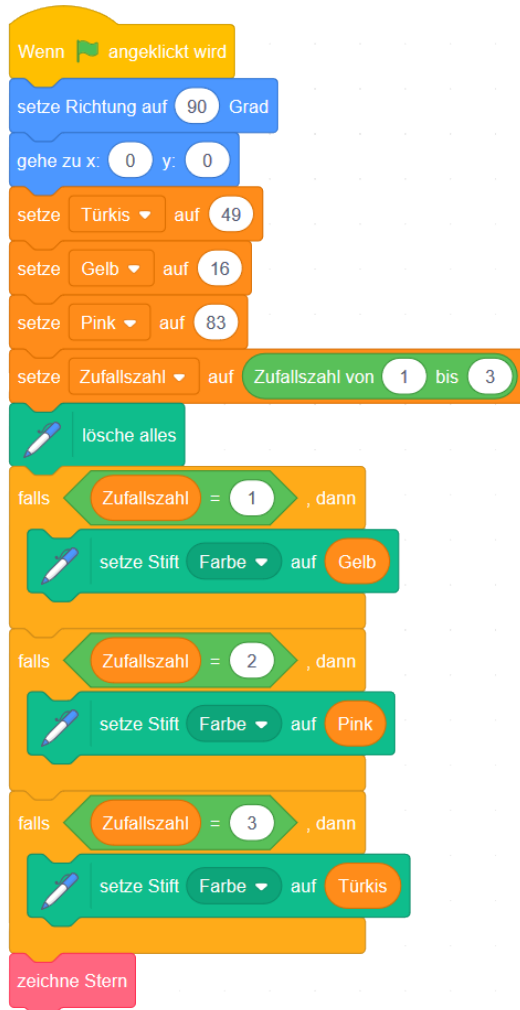 Wenn angeklickt wird
setze Richtung auf 90 Grad
gehe zu x: 0 y: 0
setze Türkis auf 49
setze Gelb auf 16
setze Pink auf 83
setze Zufallszahl auf Zufallszahl von 1 bis 3
lösche alles
falls Zufallszahl = 1 , dann
setze Stift Farbe auf Gelb
falls Zufallszahl = 2 , dann
setze Stift Farbe auf Pink
falls Zufallszahl = 3 , dann
setze Stift Farbe auf Türkis
zeichne Stern